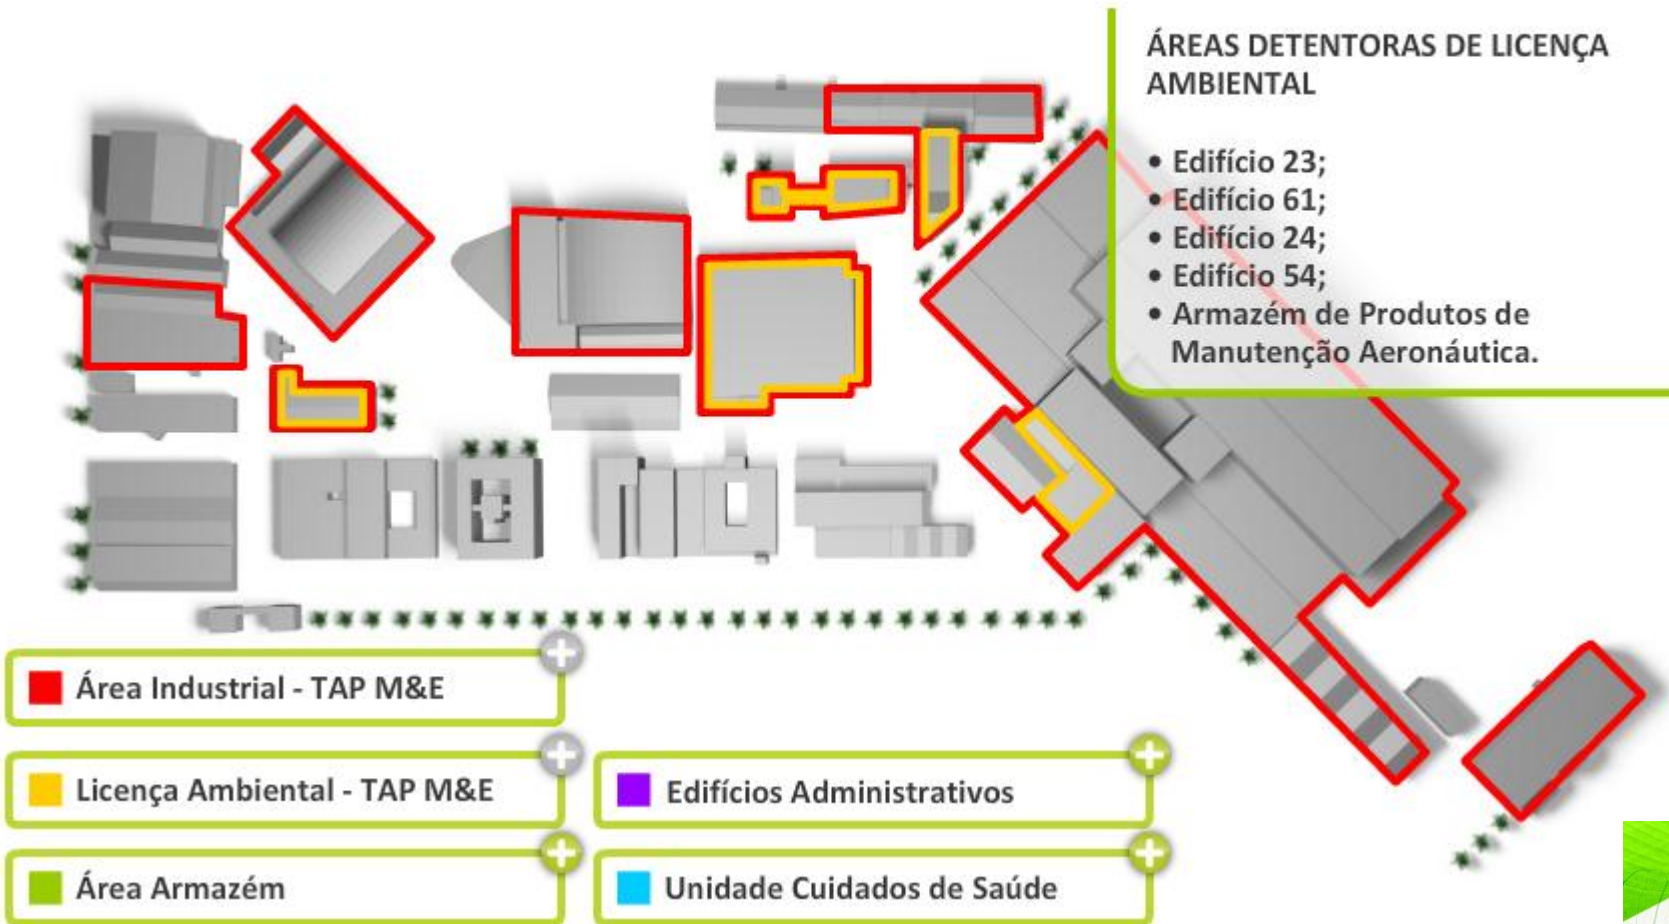 ÁREAS DETENTORAS DE LICENÇA
AMBIENTAL
• Edifício 23;
• Edifício 61;
• Edifício 24;
• Edifício 54;
• Armazém de Produtos de
Manutenção Aeronáutica.
Área Industrial - TAP M&E
Licença Ambiental - TAP M&E
Edifícios Administrativos
Área Armazém
Unidade Cuidados de Saúde